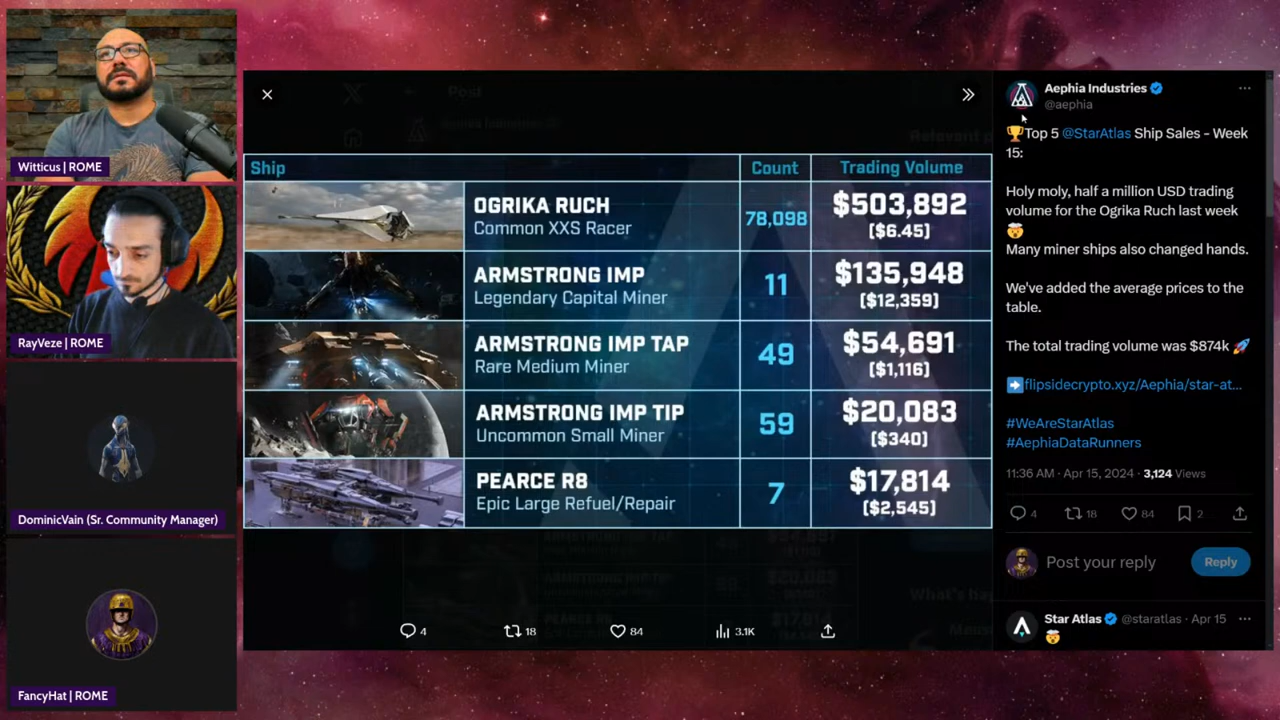 Witticus | ROME
RayVeze | ROME
DominicVain (Sr. Community Manager)
FancyHat | ROME
Post
Ship
Count
Trading Volume
OGRIKA RUCH
Common XXS Racer
78,098
$503,892
[$6.45]
ARMSTRONG IMP
Legendary Capital Miner
11
$135,948
[$12,359]
ARMSTRONG IMP TAP
Rare Medium Miner
49
$54,691
[$1,116]
ARMSTRONG IMP TIP
Uncommon Small Miner
59
$20,083
[$340]
PEARCE R8
Epic Large Refuel/Repair
7
$17,814
[$2,545]
4
18
84
3.1K
Aephia Industries
@aephia
🏆Top 5 @StarAtlas Ship Sales - Week
15:
Holy moly, half a million USD trading
volume for the Ogrika Ruch last week
🤯
Many miner ships also changed hands.
We've added the average prices to the
table.
The total trading volume was $874k 🚀
➡️flipsidecrypto.xyz/Aephia/star-at...
#WeAreStarAtlas
#AephiaDataRunners
11:36 AM · Apr 15, 2024 · 3,124 Views
4
18
84
2
Post your reply
Reply
Star Atlas @staratlas · Apr 15
🤯